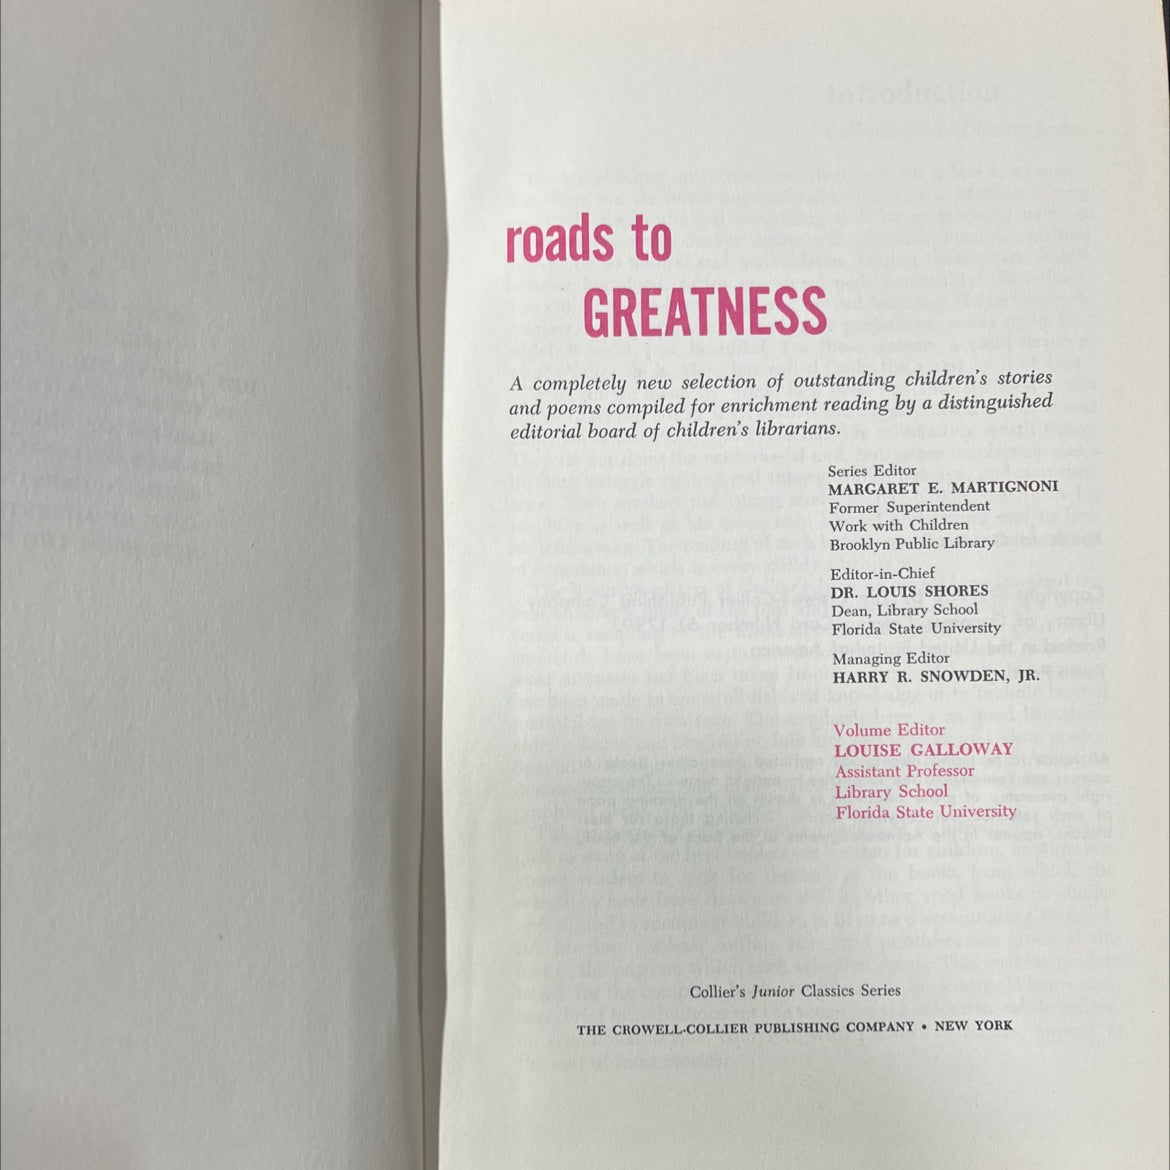 roads to
GREATNESS
A completely new selection of outstanding children's stories
and poems compiled for enrichment reading by a distinguished
editorial board of children's librarians.
Series Editor
MARGARET E. MARTIGNONI
Former Superintendent
Work with Children
Brooklyn Public Library
Editor-in-Chief
DR. LOUIS SHORES
Dean, Library School
Florida State University
Managing Editor
HARRY R. SNOWDEN, JR.
Volume Editor
LOUISE GALLOWAY
Assistant Professor
Library School
Florida State University
Collier's Junior Classics Series
THE CROWELL-COLLIER PUBLISHING COMPANY • NEW YORK